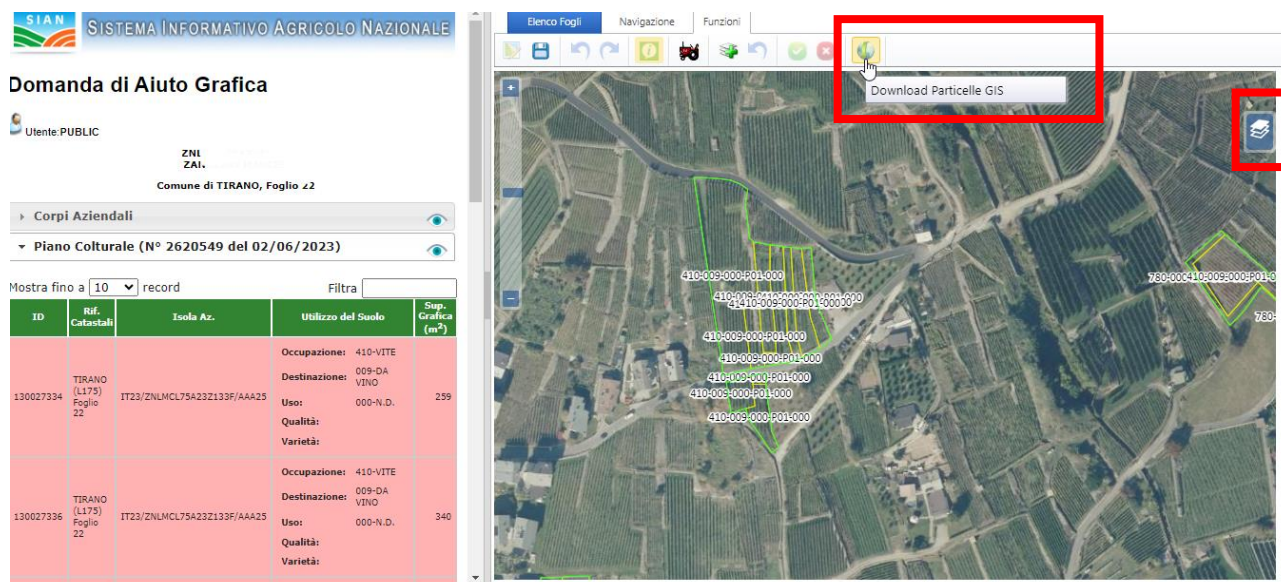 SIAN
SISTEMA INFORMATIVO AGRICOLO NAZIONALE
Domanda di Aiuto Grafica
Utente:PUBLIC
ZNL
Comune di TIRANO, Foglio 22
Corpi Aziendali
Piano Colturale (N° 2620549 del 02/06/2023)
Mostra fino a 10 record
Filtra
ID
Rif. Catastali
Isola Az.
Utilizzo del Suolo
Sup. Grafica (m²)
130027334
TIRANO (L175) Foglio 22
IT23/ZNLMCL75A23Z133F/AAA25
Occupazione: 410-VITE
Destinazione: 009-DA VINO
Uso: 000-N.D.
Qualità:
Varietà:
259
130027336
TIRANO (L175) Foglio 22
IT23/ZNLMCL75A23Z133F/AAA25
Occupazione: 410-VITE
Destinazione: 009-DA VINO
Uso: 000-N.D.
Qualità:
Varietà:
340
Elenco Fogli
Navigazione
Funzioni
Download Particelle GIS
410-009-000-P01-000
410-009-000-P01-000
410-009-000-P01-000
410-009-000-P01-000
410-009-000-P01-000
410-009-000-P01-000
780-